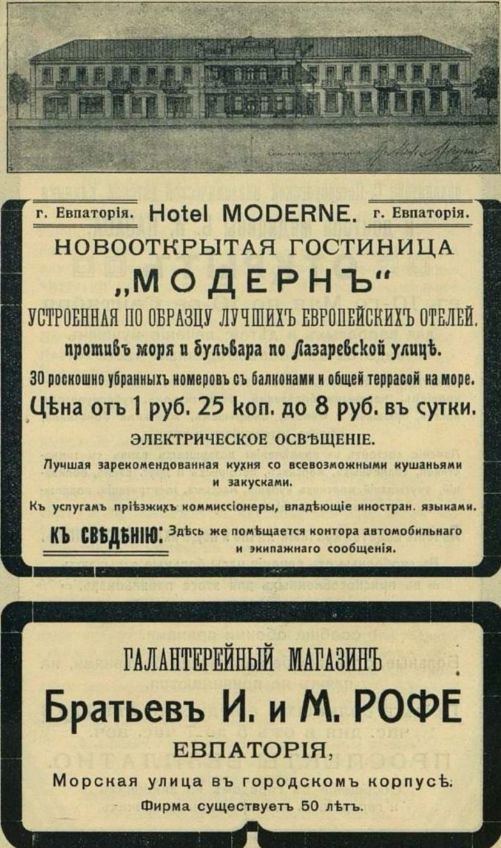 г. Евпаторія. Hotel MODERNE. г. Евпаторія.
НОВООТКРЫТАЯ ГОСТИНИЦА
„МОДЕРНЪ“
УСТРОЕННАЯ ПО ОБРАЗЦУ ЛУЧШИХЪ ЕВРОПЕЙСКИХЪ ОТЕЛЕЙ,
противъ моря и бульвара по Лазаревской улицѣ.
30 роскошно убранныхъ номеровъ съ балконами и общей террасой на море.
Цѣна отъ 1 руб. 25 коп. до 8 руб. въ сутки.
ЭЛЕКТРИЧЕСКОЕ ОСВѢЩЕНІЕ.
Лучшая зарекомендованная кухня со всевозможными кушаньями
и закусками.
Къ услугамъ пріѣзжихъ коммиссіонеры, владѣющіе иностран. языками.
КЪ СВѢДѢНІЮ: Здѣсь же помѣщается контора автомобильнаго
и экипажнаго сообщенія.
ГАЛАНТЕРЕЙНЫЙ МАГАЗИНЪ
Братьевъ И. и М. РОФЕ
ЕВПАТОРІЯ,
Морская улица въ городскомъ корпусѣ.
Фирма существуетъ 50 лѣтъ.